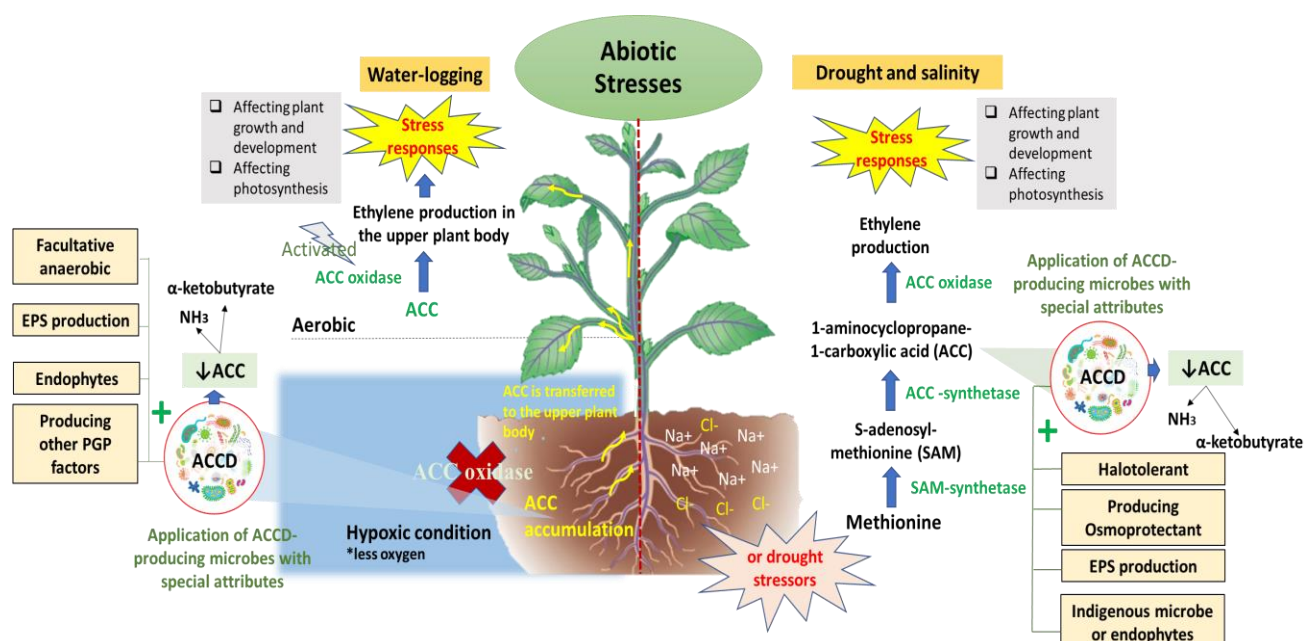 Abiotic
Stresses
Water-logging
❑ Affecting plant
growth and
development
❑ Affecting
photosynthesis
Stress
responses
Ethylene production in
the upper plant body
Activated
ACC oxidase
ACC
Aerobic
Facultative
anaerobic
EPS production
Endophytes
Producing
other PGP
factors
α-ketobutyrate
NH₃
↓ACC
+
ACCD
Application of ACCD-
producing microbes with
special attributes
ACC is transferred
to the upper plant
body
ACC oxidase
ACC
accumulation
Hypoxic condition
*less oxygen
Na+
Cl-
Na+
Na+
Na+
Na+
Na+
Cl-
Cl-
Cl-
or drought
stressors
Drought and salinity
Stress
responses
❑ Affecting plant
growth and
development
❑ Affecting
photosynthesis
Ethylene
production
ACC oxidase
1-aminocyclopropane-
1-carboxylic acid (ACC)
ACC -synthetase
S-adenosyl-
methionine (SAM)
SAM-synthetase
Methionine
Application of ACCD-
producing microbes with
special attributes
ACCD
↓ACC
NH₃
α-ketobutyrate
+
Halotolerant
Producing
Osmoprotectant
EPS production
Indigenous microbe
or endophytes